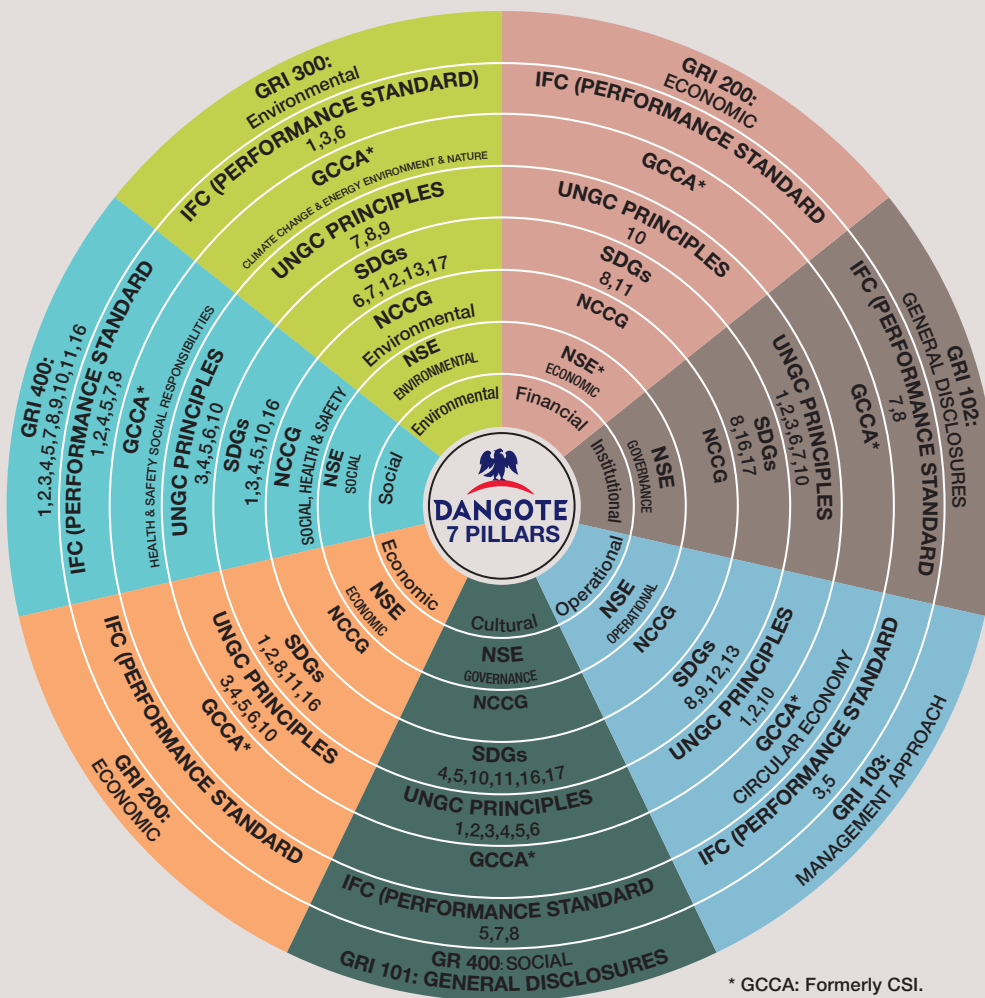 GRI 300:
Environmental
IFC (PERFORMANCE STANDARD)
1,3,6
GCCA*
CLIMATE CHANGE & ENERGY ENVIRONMENT & NATURE
UNGC PRINCIPLES
7,8,9
SDGs
6,7,12,13,17
NCCG
Environmental
NSE
ENVIRONMENTAL
Environmental
GRI 200:
ECONOMIC
IFC (PERFORMANCE STANDARD
GCCA*
UNGC PRINCIPLES
10
SDGs
8,11
NCCG
NSE*
ECONOMIC
Financial
GRI 102:
GENERAL DISCLOSURES
IFC (PERFORMANCE STANDARD
7,8
GCCA*
UNGC PRINCIPLES
1,2,3,6,7,10
SDGs
8,16,17
NCCG
NSE
GOVERNANCE
Institutional
GRI 103:
MANAGEMENT APPROACH
IFC (PERFORMANCE STANDARD
3,5
GCCA*
CIRCULAR ECONOMY
UNGC PRINCIPLES
1,2,10
SDGs
8,9,12,13
NCCG
NSE
OPERATIONAL
Operational
Cultural
NSE
GOVERNANCE
NCCG
SDGs
4,5,10,11,16,17
UNGC PRINCIPLES
1,2,3,4,5,6
GCCA*
IFC (PERFORMANCE STANDARD
5,7,8
GR 400: SOCIAL
GRI 101: GENERAL DISCLOSURES
Economic
NSE
ECONOMIC
NCCG
SDGs
1,2,8,11,16
UNGC PRINCIPLES
3,4,5,6,10
GCCA*
IFC (PERFORMANCE STANDARD
GRI 200:
ECONOMIC
GRI 400:
1,2.3,4,5,7,8,9,10,11,16
IFC (PERFORMANCE STANDARD
1,2,4,5,7,8
GCCA*
HEALTH & SAFETY SOCIAL RESPONSIBILITIES
UNGC PRINCIPLES
3,4,5,6,10
SDGs
1,3,4,5,10,16
NCCG
SOCIAL, HEALTH & SAFETY
NSE
SOCIAL
Social
DANGOTE
7 PILLARS
* GCCA: Formerly CSI.